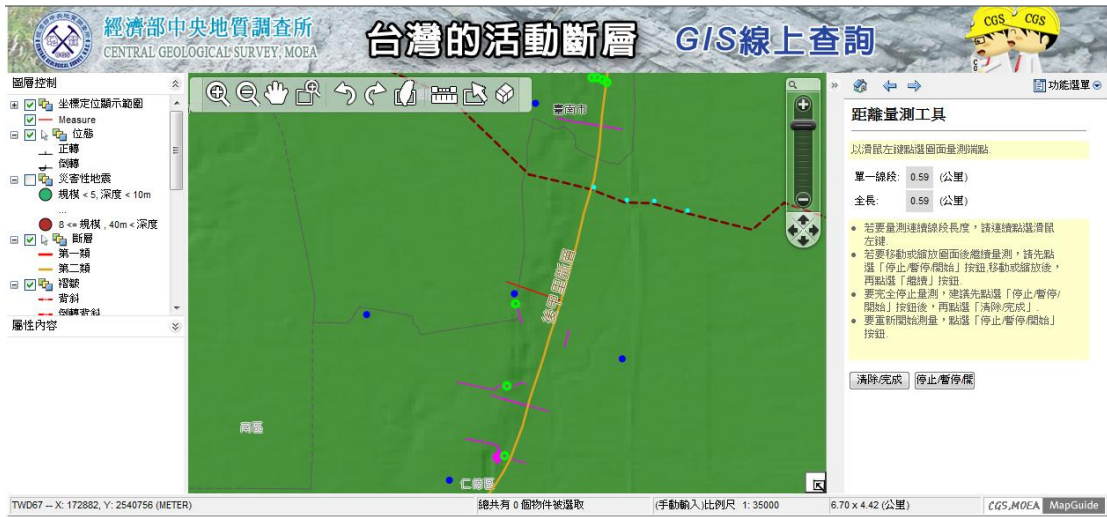 經濟部中央地質調查所
CENTRAL GEOLOGICAL SURVEY, MOEA
台灣的活動斷層 GIS線上查詢
CGS CGS
圖層控制
坐標定位顯示範圍
Measure
位態
正轉
倒轉
災害性地震
規模 < 5, 深度 < 10m
...
8 <= 規模 , 40m < 深度
斷層
第一類
第二類
褶皺
背斜
倒轉背斜
屬性內容
臺南市
後甲里斷層
南區
仁德區
功能選單
距離量測工具
以滑鼠左鍵點選圖面量測端點.
單一線段: 0.59 (公里)
全長: 0.59 (公里)
若要量測連續線段長度，請連續點選滑鼠
左鍵.
若要移動或縮放圖面後繼續量測，請先點
選「停止/暫停/開始」按鈕,移動或縮放後，
再點選「繼續」按鈕.
要完全停止量測，建議先點選「停止/暫停/
開始」按鈕後，再點選「清除/完成」.
要重新開始測量，點選「停止/暫停/開始」
按鈕.
清除/完成 停止/暫停/開
TWD67 -- X: 172882, Y: 2540756 (METER) 總共有 0 個物件被選取 (手動輸入)比例尺 1: 35000 6.70 x 4.42 (公里) CGS,MOEA MapGuide